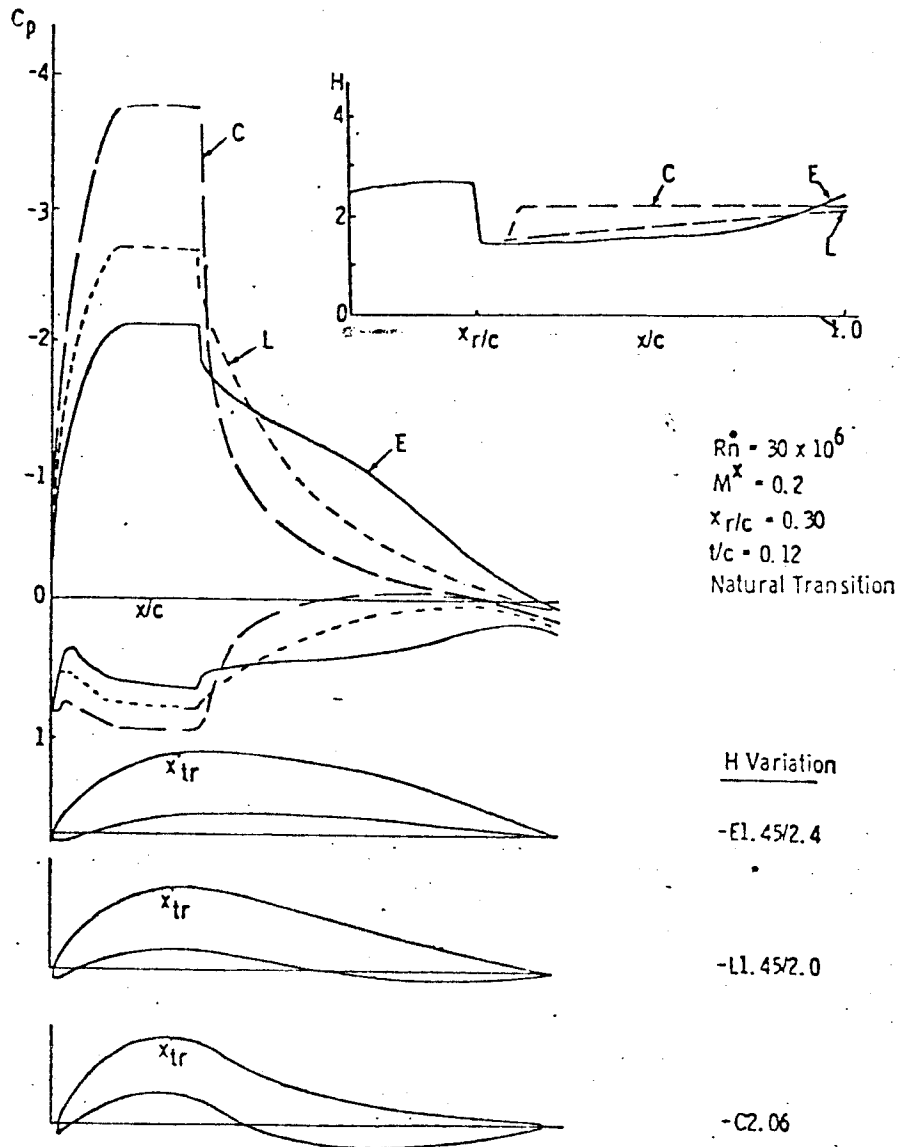 Cp
-4
-3
-2
-1
0
1
C
L
E
x/c
H
4
2
0
C
E
L
xr/c
x/c
1.0
Rn = 30 x 10^6
M^x = 0.2
xr/c = 0.30
t/c = 0.12
Natural Transition
H Variation
xtr
-E1.45/2.4
xtr
-L1.45/2.0
xtr
-C2.06